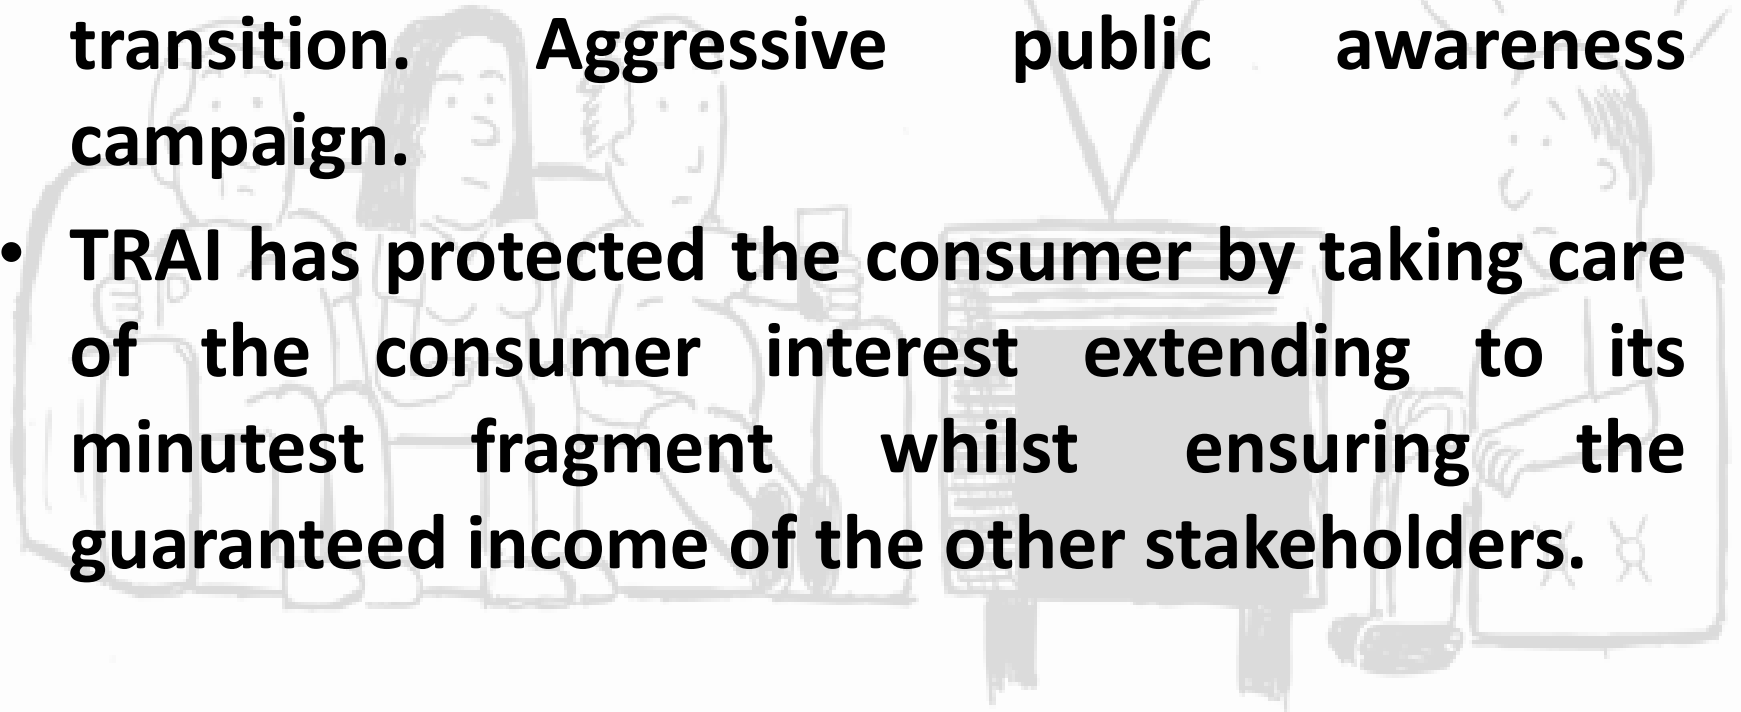 transition. Aggressive public awareness
campaign.
• TRAI has protected the consumer by taking care
of the consumer interest extending to its
minutest fragment whilst ensuring the
guaranteed income of the other stakeholders.